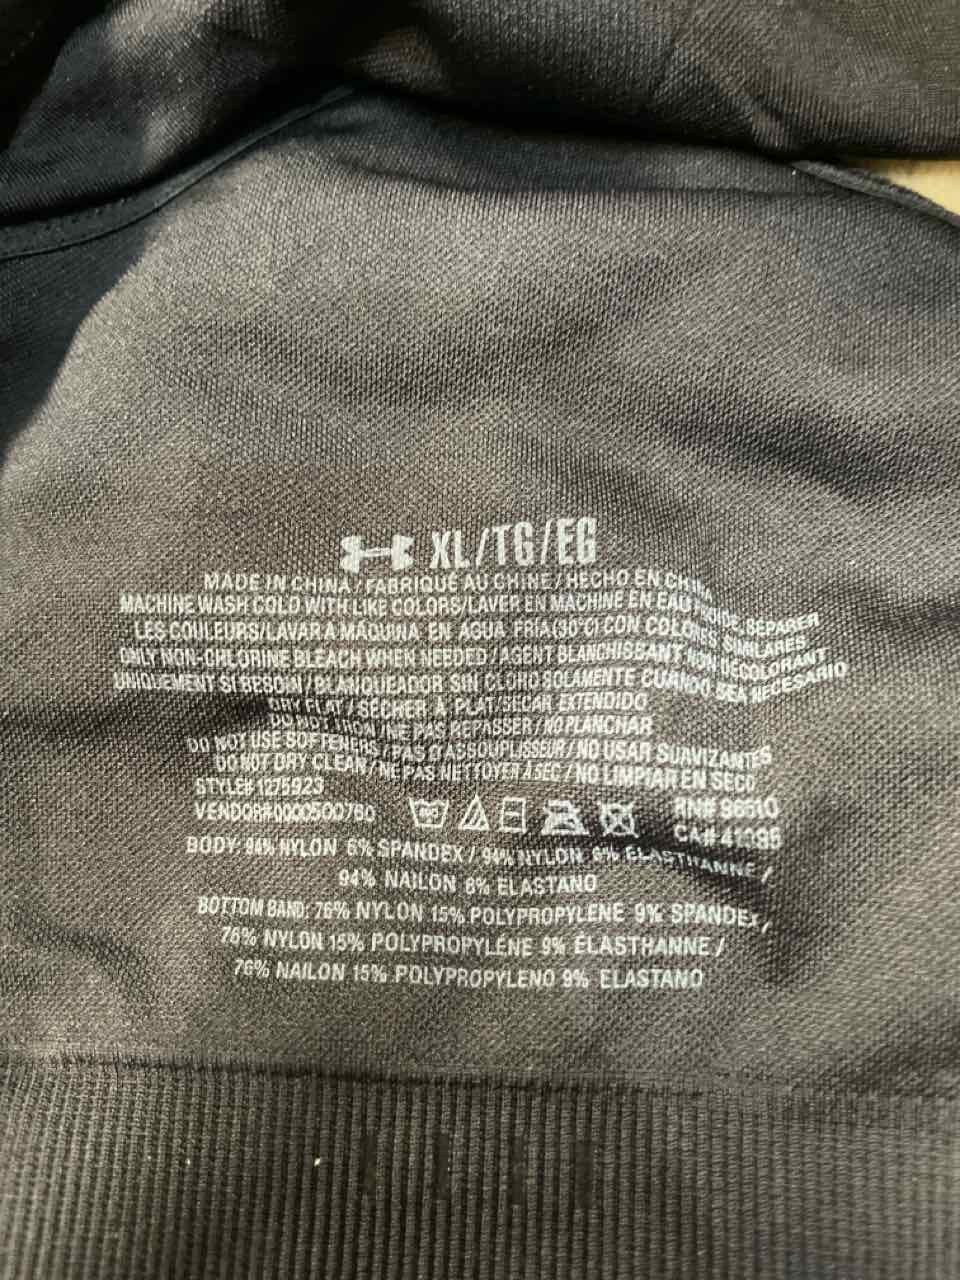 XL/TG/EG
MADE IN CHINA / FABRIQUÉ AU CHINE / HECHO EN CHINA
MACHINE WASH COLD WITH LIKE COLORS/LAVER EN MACHINE EN EAU FROIDE, SÉPARER
LES COULEURS/LAVAR A MÁQUINA EN AGUA FRIA (30°C) CON COLORES SIMILARES
ONLY NON-CHLORINE BLEACH WHEN NEEDED / AGENT BLANCHISSANT NON DÉCOLORANT
UNIQUEMENT SI BESOIN / BLANQUEADOR SIN CLORO SOLAMENTE CUANDO SEA NECESARIO
DRY FLAT / SÉCHER À PLAT/SECAR EXTENDIDO
DO NOT IRON / NE PAS REPASSER / NO PLANCHAR
DO NOT USE SOFTENERS / PAS D'ASSOUPLISSEUR / NO USAR SUAVIZANTES
DO NOT DRY CLEAN / NE PAS NETTOYER À SEC / NO LIMPIAR EN SECO
STYLE# 1275923
VENDOR#0000500760 RN# 96510
CA# 41095
BODY: 94% NYLON 6% SPANDEX / 94% NYLON 6% ÉLASTHANNE /
94% NAILON 6% ELASTANO
BOTTOM BAND: 76% NYLON 15% POLYPROPYLENE 9% SPANDEX /
76% NYLON 15% POLYPROPYLÈNE 9% ÉLASTHANNE /
76% NAILON 15% POLYPROPYLENO 9% ELASTANO